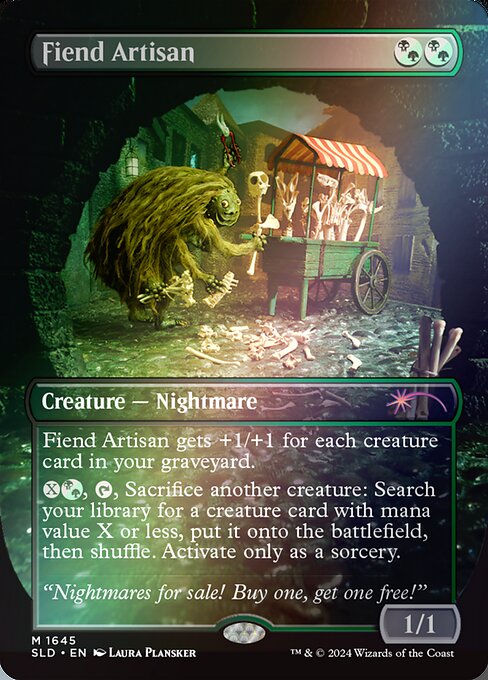 Fiend Artisan
Creature — Nightmare
Fiend Artisan gets +1/+1 for each creature
card in your graveyard.
X, , Sacrifice another creature: Search
your library for a creature card with mana
value X or less, put it onto the battlefield,
then shuffle. Activate only as a sorcery.
“Nightmares for sale! Buy one, get one free!”
1/1
M 1645
SLD • EN Laura Plansker
™ & © 2024 Wizards of the Coast